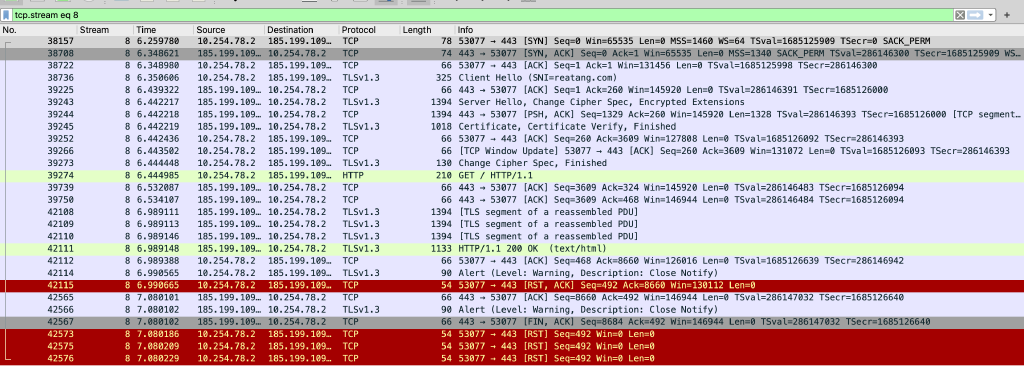 tcp.stream eq 8
No. Stream Time Source Destination Protocol Length Info
38157 8 6.259780 10.254.78.2 185.199.109… TCP 78 53077 → 443 [SYN] Seq=0 Win=65535 Len=0 MSS=1460 WS=64 TSval=1685125909 TSecr=0 SACK_PERM
38708 8 6.348621 185.199.109… 10.254.78.2 TCP 74 443 → 53077 [SYN, ACK] Seq=0 Ack=1 Win=65535 Len=0 MSS=1340 SACK_PERM TSval=286146300 TSecr=1685125909 WS…
38722 8 6.348980 10.254.78.2 185.199.109… TCP 66 53077 → 443 [ACK] Seq=1 Ack=1 Win=131456 Len=0 TSval=1685125998 TSecr=286146300
38736 8 6.350606 10.254.78.2 185.199.109… TLSv1.3 325 Client Hello (SNI=reatang.com)
39225 8 6.439322 185.199.109… 10.254.78.2 TCP 66 443 → 53077 [ACK] Seq=1 Ack=260 Win=145920 Len=0 TSval=286146391 TSecr=1685126000
39243 8 6.442217 185.199.109… 10.254.78.2 TLSv1.3 1394 Server Hello, Change Cipher Spec, Encrypted Extensions
39244 8 6.442218 185.199.109… 10.254.78.2 TCP 1394 443 → 53077 [PSH, ACK] Seq=1329 Ack=260 Win=145920 Len=1328 TSval=286146393 TSecr=1685126000 [TCP segment…
39245 8 6.442219 185.199.109… 10.254.78.2 TLSv1.3 1018 Certificate, Certificate Verify, Finished
39252 8 6.442436 10.254.78.2 185.199.109… TCP 66 53077 → 443 [ACK] Seq=260 Ack=3609 Win=127808 Len=0 TSval=1685126092 TSecr=286146393
39266 8 6.443502 10.254.78.2 185.199.109… TCP 66 [TCP Window Update] 53077 → 443 [ACK] Seq=260 Ack=3609 Win=131072 Len=0 TSval=1685126093 TSecr=286146393
39273 8 6.444448 10.254.78.2 185.199.109… TLSv1.3 130 Change Cipher Spec, Finished
39274 8 6.444985 10.254.78.2 185.199.109… HTTP 210 GET / HTTP/1.1
39739 8 6.532087 185.199.109… 10.254.78.2 TCP 66 443 → 53077 [ACK] Seq=3609 Ack=324 Win=145920 Len=0 TSval=286146483 TSecr=1685126094
39750 8 6.534107 185.199.109… 10.254.78.2 TCP 66 443 → 53077 [ACK] Seq=3609 Ack=468 Win=146944 Len=0 TSval=286146484 TSecr=1685126094
42108 8 6.989111 185.199.109… 10.254.78.2 TLSv1.3 1394 [TLS segment of a reassembled PDU]
42109 8 6.989113 185.199.109… 10.254.78.2 TLSv1.3 1394 [TLS segment of a reassembled PDU]
42110 8 6.989146 185.199.109… 10.254.78.2 TLSv1.3 1394 [TLS segment of a reassembled PDU]
42111 8 6.989148 185.199.109… 10.254.78.2 TLSv1.3 1133 HTTP/1.1 200 OK (text/html)
42112 8 6.989388 10.254.78.2 185.199.109… TCP 66 53077 → 443 [ACK] Seq=468 Ack=8660 Win=126016 Len=0 TSval=1685126639 TSecr=286146942
42114 8 6.990565 10.254.78.2 185.199.109… TLSv1.3 90 Alert (Level: Warning, Description: Close Notify)
42115 8 6.990665 10.254.78.2 185.199.109… TCP 54 53077 → 443 [RST, ACK] Seq=492 Ack=8660 Win=130112 Len=0
42565 8 7.080101 185.199.109… 10.254.78.2 TCP 66 443 → 53077 [ACK] Seq=8660 Ack=492 Win=146944 Len=0 TSval=286147032 TSecr=1685126640
42566 8 7.080102 185.199.109… 10.254.78.2 TLSv1.3 90 Alert (Level: Warning, Description: Close Notify)
42567 8 7.080102 185.199.109… 10.254.78.2 TCP 66 443 → 53077 [FIN, ACK] Seq=8684 Ack=492 Win=146944 Len=0 TSval=286147032 TSecr=1685126640
42573 8 7.080186 10.254.78.2 185.199.109… TCP 54 53077 → 443 [RST] Seq=492 Win=0 Len=0
42575 8 7.080209 10.254.78.2 185.199.109… TCP 54 53077 → 443 [RST] Seq=492 Win=0 Len=0
42576 8 7.080229 10.254.78.2 185.199.109… TCP 54 53077 → 443 [RST] Seq=492 Win=0 Len=0